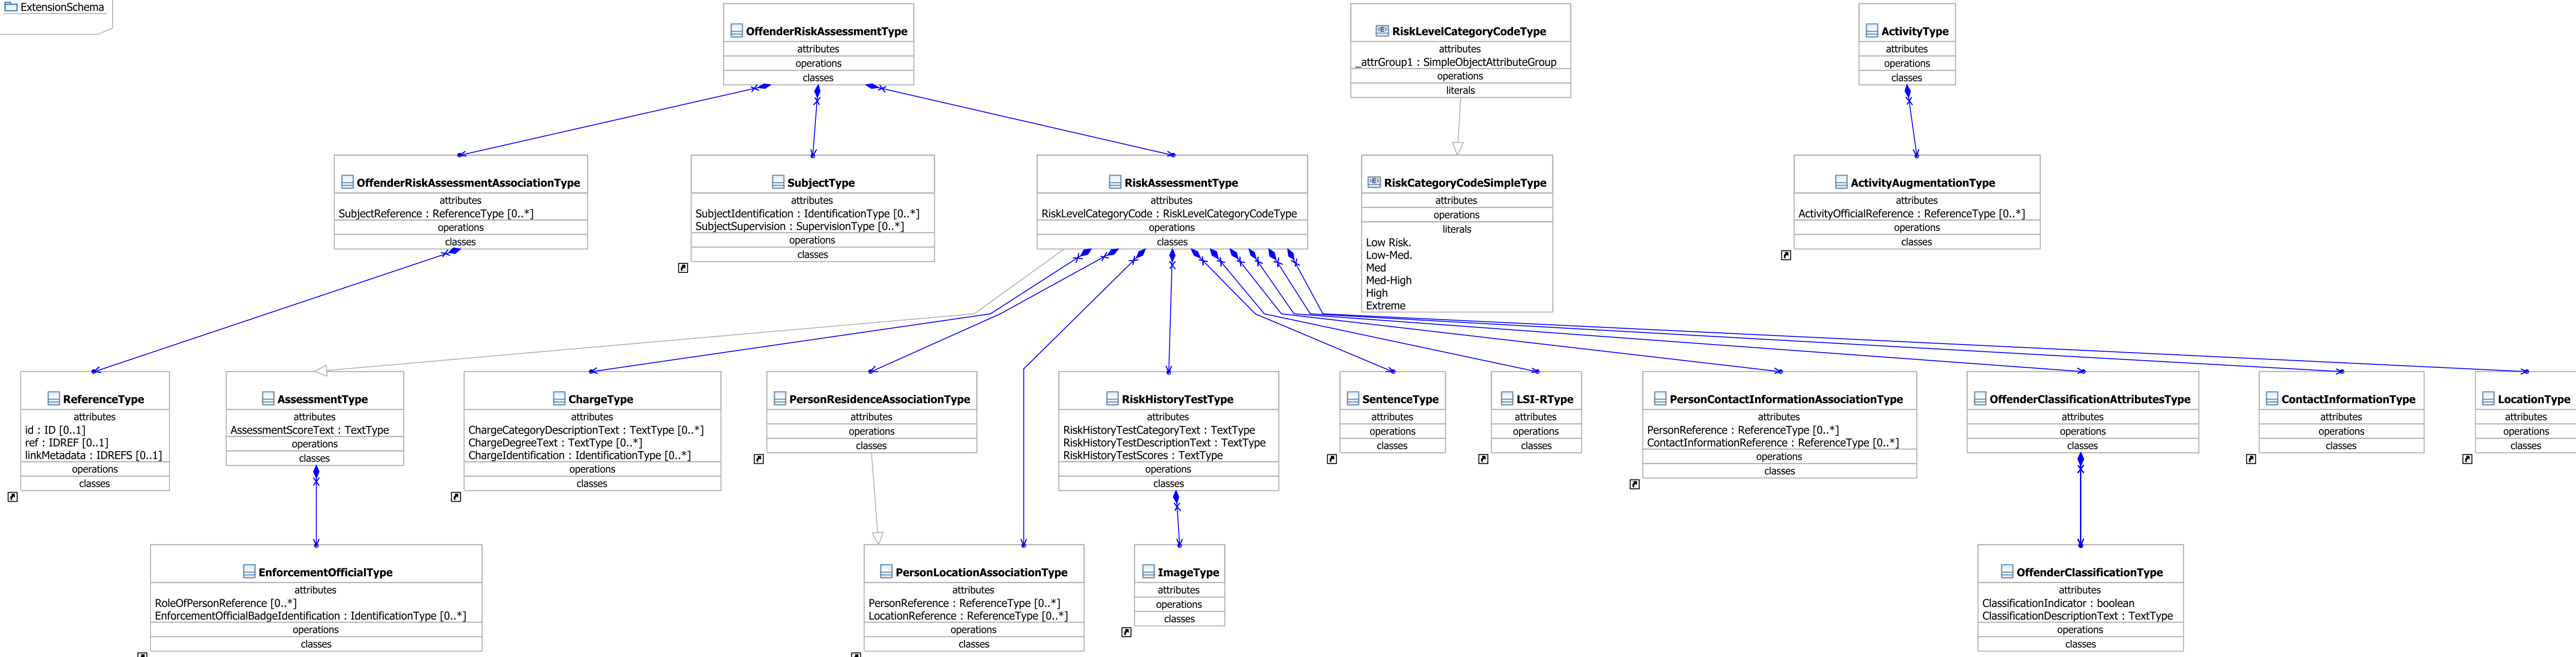 ExtensionSchema
OffenderRiskAssessmentType
attributes
operations
classes
RiskLevelCategoryCodeType
attributes
_attrGroup1 : SimpleObjectAttributeGroup
operations
literals
ActivityType
attributes
operations
classes
OffenderRiskAssessmentAssociationType
attributes
SubjectReference : ReferenceType [0..*]
operations
classes
SubjectType
attributes
SubjectIdentification : IdentificationType [0..*]
SubjectSupervision : SupervisionType [0..*]
operations
classes
RiskAssessmentType
attributes
RiskLevelCategoryCode : RiskLevelCategoryCodeType
operations
classes
RiskCategoryCodeSimpleType
attributes
operations
literals
Low Risk.
Low-Med.
Med
Med-High
High
Extreme
ActivityAugmentationType
attributes
ActivityOfficialReference : ReferenceType [0..*]
operations
classes
ReferenceType
attributes
id : ID [0..1]
ref : IDREF [0..1]
linkMetadata : IDREFS [0..1]
operations
classes
AssessmentType
attributes
AssessmentScoreText : TextType
operations
classes
ChargeType
attributes
ChargeCategoryDescriptionText : TextType [0..*]
ChargeDegreeText : TextType [0..*]
ChargeIdentification : IdentificationType [0..*]
operations
classes
PersonResidenceAssociationType
attributes
operations
classes
RiskHistoryTestType
attributes
RiskHistoryTestCategoryText : TextType
RiskHistoryTestDescriptionText : TextType
RiskHistoryTestScores : TextType
operations
classes
SentenceType
attributes
operations
classes
LSI-RType
attributes
operations
classes
PersonContactInformationAssociationType
attributes
PersonReference : ReferenceType [0..*]
ContactInformationReference : ReferenceType [0..*]
operations
classes
OffenderClassificationAttributesType
attributes
operations
classes
ContactInformationType
attributes
operations
classes
LocationType
attributes
operations
classes
EnforcementOfficialType
attributes
RoleOfPersonReference [0..*]
EnforcementOfficialBadgeIdentification : IdentificationType [0..*]
operations
classes
PersonLocationAssociationType
attributes
PersonReference : ReferenceType [0..*]
LocationReference : ReferenceType [0..*]
operations
classes
ImageType
attributes
operations
classes
OffenderClassificationType
attributes
ClassificationIndicator : boolean
ClassificationDescriptionText : TextType
operations
classes